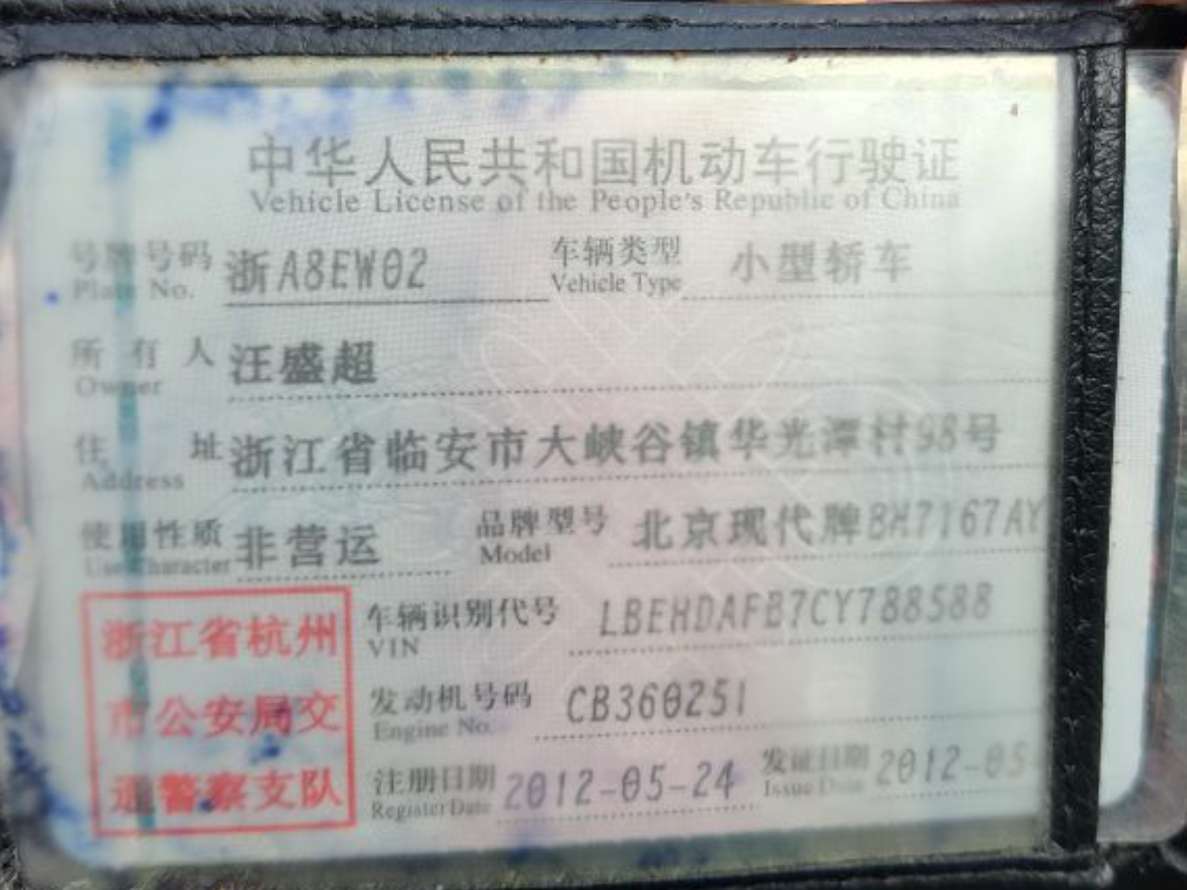 中华人民共和国机动车行驶证
Vehicle License of the People's Republic of China
号牌号码 浙A8EW02 车辆类型 小型轿车
Plate No. Vehicle Type
所有人 汪盛超
Owner
住址 浙江省临安市大峡谷镇华光潭村98号
Address
使用性质 非营运 品牌型号 北京现代牌BH7167AY
Use Character Model
浙江省杭州
市公安局交
通警察支队
车辆识别代号 LBEHDAFB7CY788588
VIN
发动机号码 CB360251
Engine No.
注册日期 2012-05-24 发证日期 2012-05
Register Date Issue Date